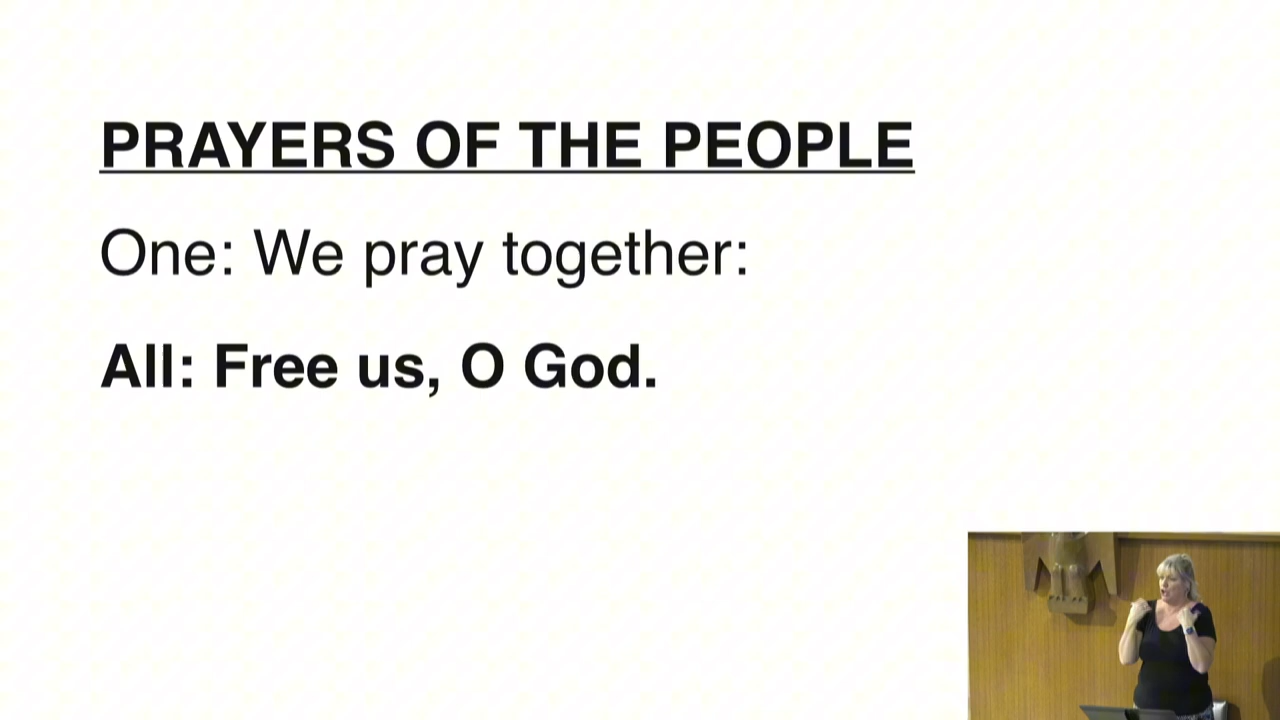 PRAYERS OF THE PEOPLE
One: We pray together:
All: Free us, O God.